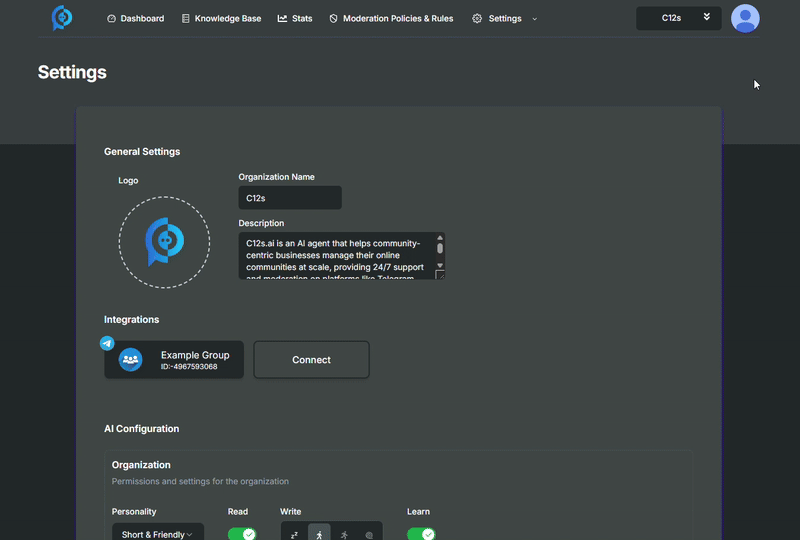 Dashboard Knowledge Base Stats Moderation Policies & Rules Settings C12s
Settings
General Settings
Logo
Organization Name
C12s
Description
C12s.ai is an AI agent that helps community-
centric businesses manage their online
communities at scale, providing 24/7 support
and moderation on platforms like Telegram
Integrations
Example Group
ID:-4967593068
Connect
AI Configuration
Organization
Permissions and settings for the organization
Personality Read Write Learn
Short & Friendly